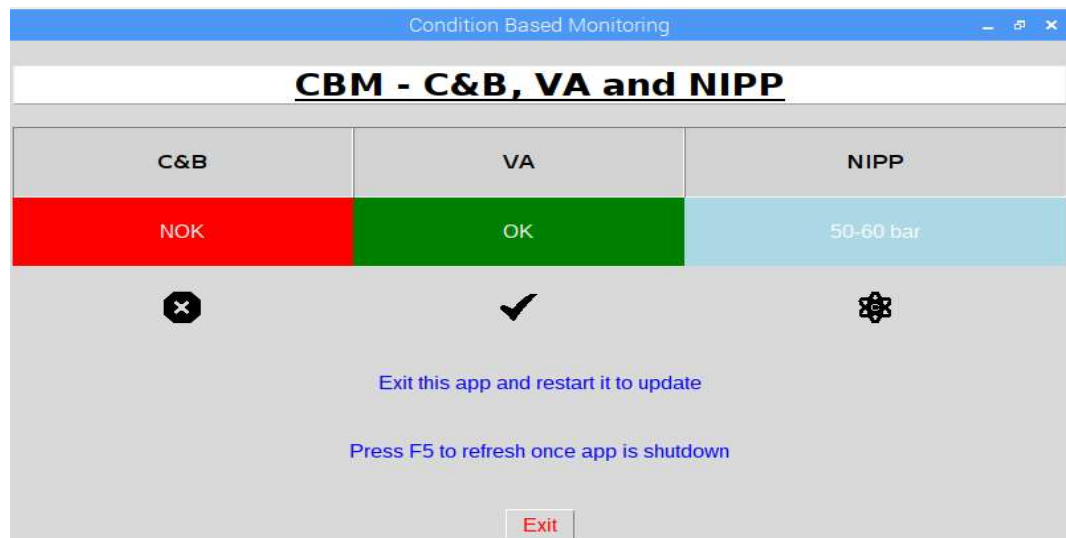 Condition Based Monitoring
CBM - C&B, VA and NIPP
C&B VA NIPP
NOK OK 50-60 bar
Exit this app and restart it to update
Press F5 to refresh once app is shutdown
Exit